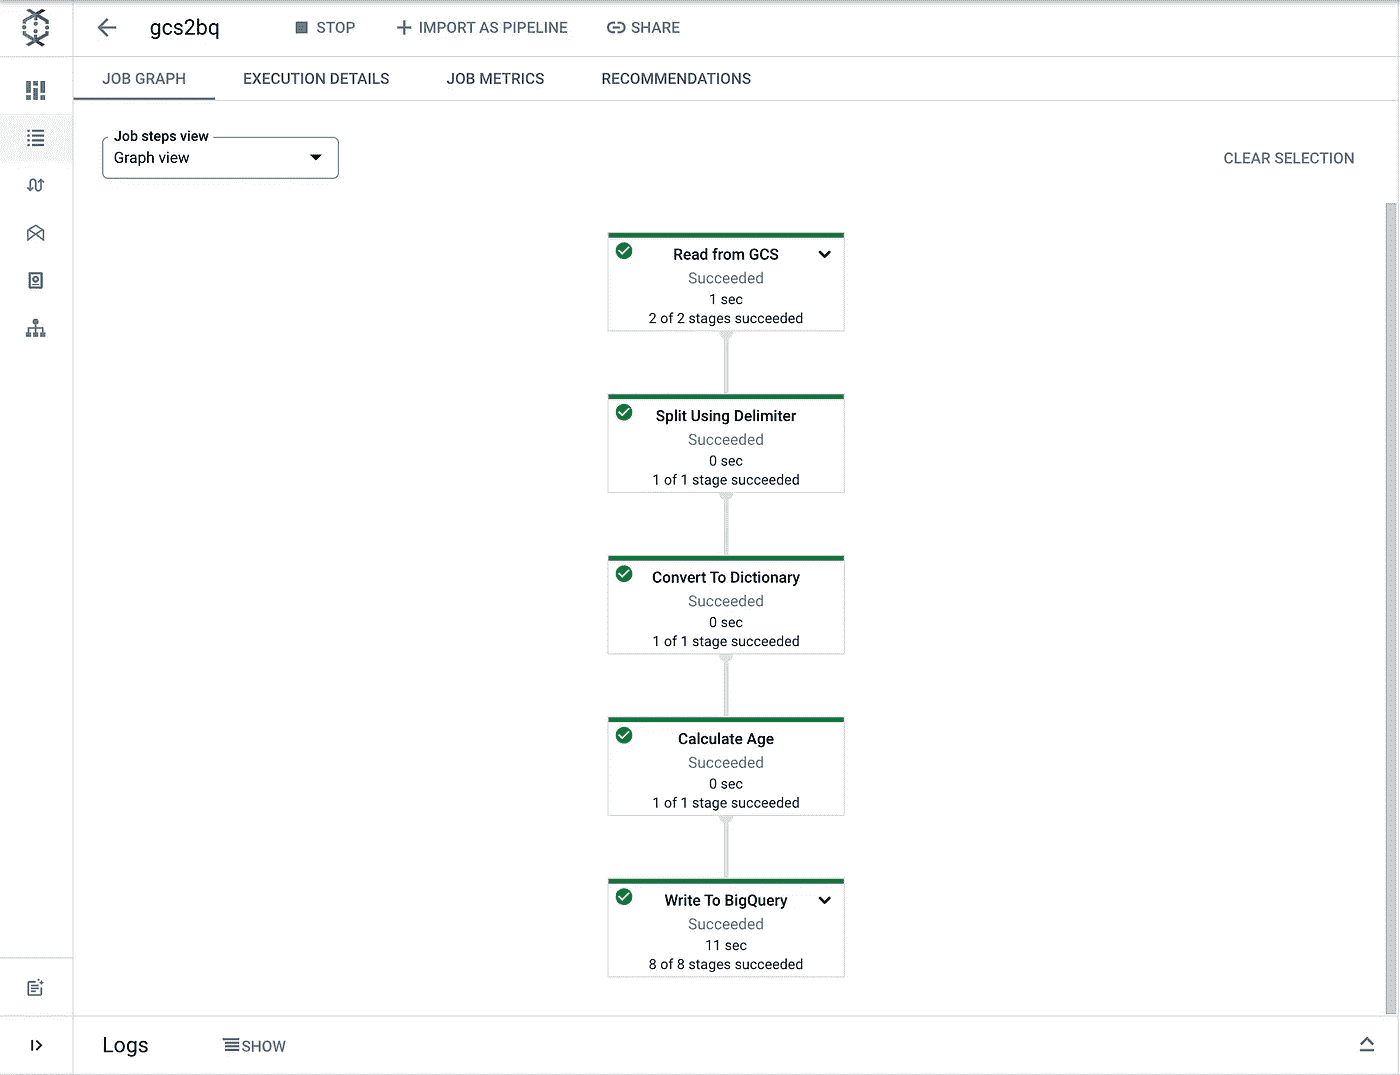 gcs2bq
STOP
IMPORT AS PIPELINE
SHARE
JOB GRAPH
EXECUTION DETAILS
JOB METRICS
RECOMMENDATIONS
Job steps view
Graph view
CLEAR SELECTION
Read from GCS
Succeeded
1 sec
2 of 2 stages succeeded
Split Using Delimiter
Succeeded
0 sec
1 of 1 stage succeeded
Convert To Dictionary
Succeeded
0 sec
1 of 1 stage succeeded
Calculate Age
Succeeded
0 sec
1 of 1 stage succeeded
Write To BigQuery
Succeeded
11 sec
8 of 8 stages succeeded
Logs
SHOW